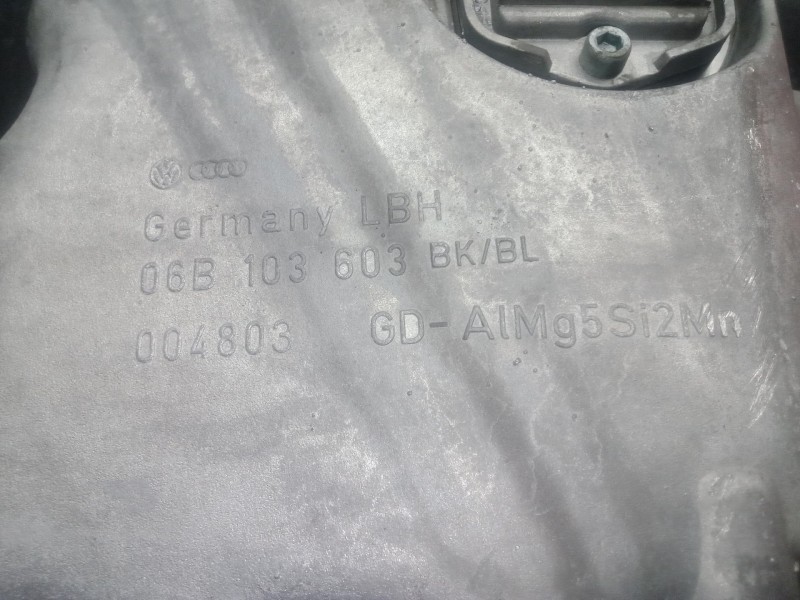 Germany LBH
06B 103 603 BK/BL
004803 GD-AlMg5Si2Mn